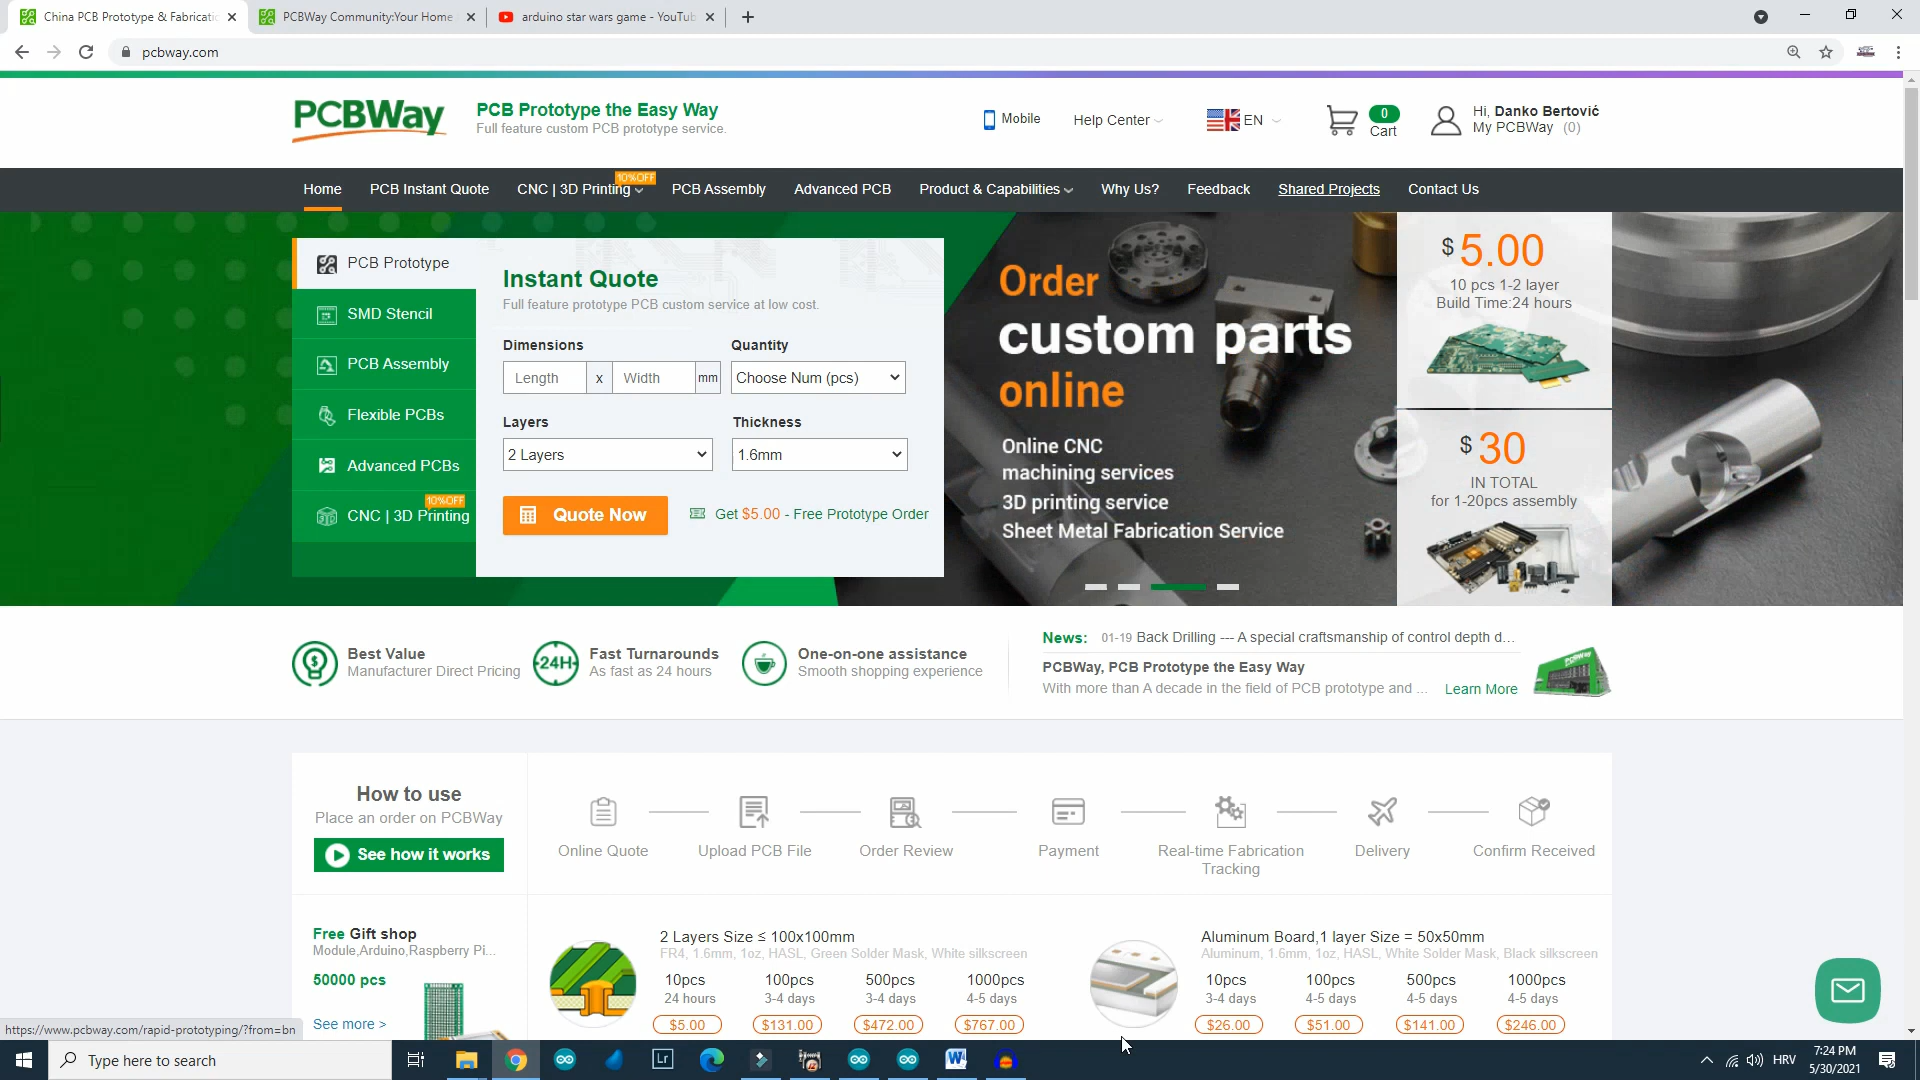 China PCB Prototype & Fabricatio
PCBWay Community:Your Home
arduino star wars game - YouTub
pcbway.com
PCBWay
PCB Prototype the Easy Way
Full feature custom PCB prototype service.
Mobile
Help Center
EN
0
Cart
Hi, Danko Bertović
My PCBWay (0)
Home
PCB Instant Quote
CNC | 3D Printing
10%OFF
PCB Assembly
Advanced PCB
Product & Capabilities
Why Us?
Feedback
Shared Projects
Contact Us
PCB Prototype
SMD Stencil
PCB Assembly
Flexible PCBs
Advanced PCBs
10%OFF
CNC | 3D Printing
Instant Quote
Full feature prototype PCB custom service at low cost.
Dimensions
Quantity
Length x Width mm
Choose Num (pcs)
Layers
Thickness
2 Layers
1.6mm
Quote Now
Get $5.00 - Free Prototype Order
Order
custom parts
online
Online CNC
machining services
3D printing service
Sheet Metal Fabrication Service
$ 5.00
10 pcs 1-2 layer
Build Time:24 hours
$ 30
IN TOTAL
for 1-20pcs assembly
Best Value
Manufacturer Direct Pricing
24H
Fast Turnarounds
As fast as 24 hours
One-on-one assistance
Smooth shopping experience
News: 01-19 Back Drilling --- A special craftsmanship of control depth d...
PCBWay, PCB Prototype the Easy Way
With more than A decade in the field of PCB prototype and ... Learn More
PCBWay
How to use
Place an order on PCBWay
See how it works
Online Quote
Upload PCB File
Order Review
Payment
Real-time Fabrication
Tracking
Delivery
Confirm Received
Free Gift shop
Module,Arduino,Raspberry Pi...
50000 pcs
See more >
2 Layers Size ≤ 100x100mm
FR4, 1.6mm, 1oz, HASL, Green Solder Mask, White silkscreen
10pcs 100pcs 500pcs 1000pcs
24 hours 3-4 days 3-4 days 4-5 days
$5.00 $131.00 $472.00 $767.00
Aluminum Board,1 layer Size = 50x50mm
Aluminum, 1.6mm, 1oz, HASL, White Solder Mask, Black silkscreen
10pcs 100pcs 500pcs 1000pcs
3-4 days 4-5 days 4-5 days 4-5 days
$26.00 $51.00 $141.00 $246.00
https://www.pcbway.com/rapid-prototyping/?from=bn
Type here to search
Lr
HRV
7:24 PM
5/30/2021